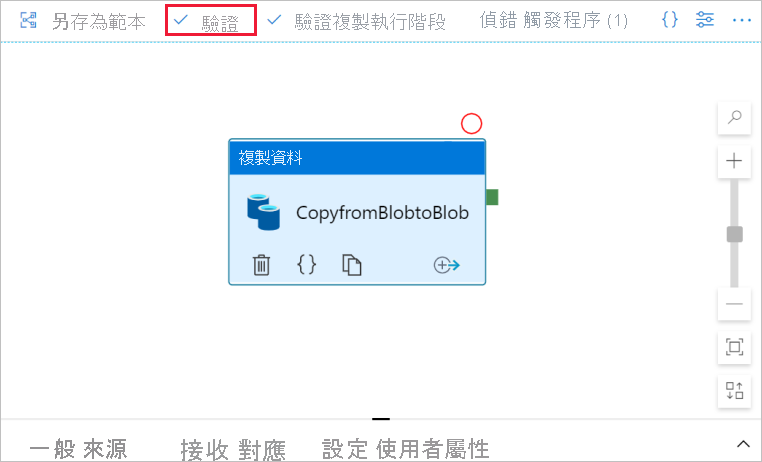 另存為範本 驗證 驗證複製執行階段 偵錯 觸發程序 (1)
複製資料
CopyfromBlobtoBlob
一般 來源 接收 對應 設定 使用者屬性